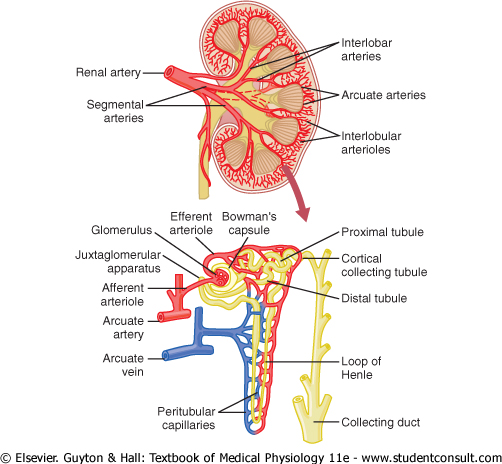 Interlobar
arteries
Renal artery
Segmental
arteries
Arcuate arteries
Interlobular
arterioles
Efferent
arteriole
Bowman's
capsule
Glomerulus
Proximal tubule
Juxtaglomerular
apparatus
Cortical
collecting tubule
Afferent
arteriole
Distal tubule
Arcuate
artery
Arcuate
vein
Loop of
Henle
Peritubular
capillaries
Collecting duct
© Elsevier. Guyton & Hall: Textbook of Medical Physiology 11e - www.studentconsult.com